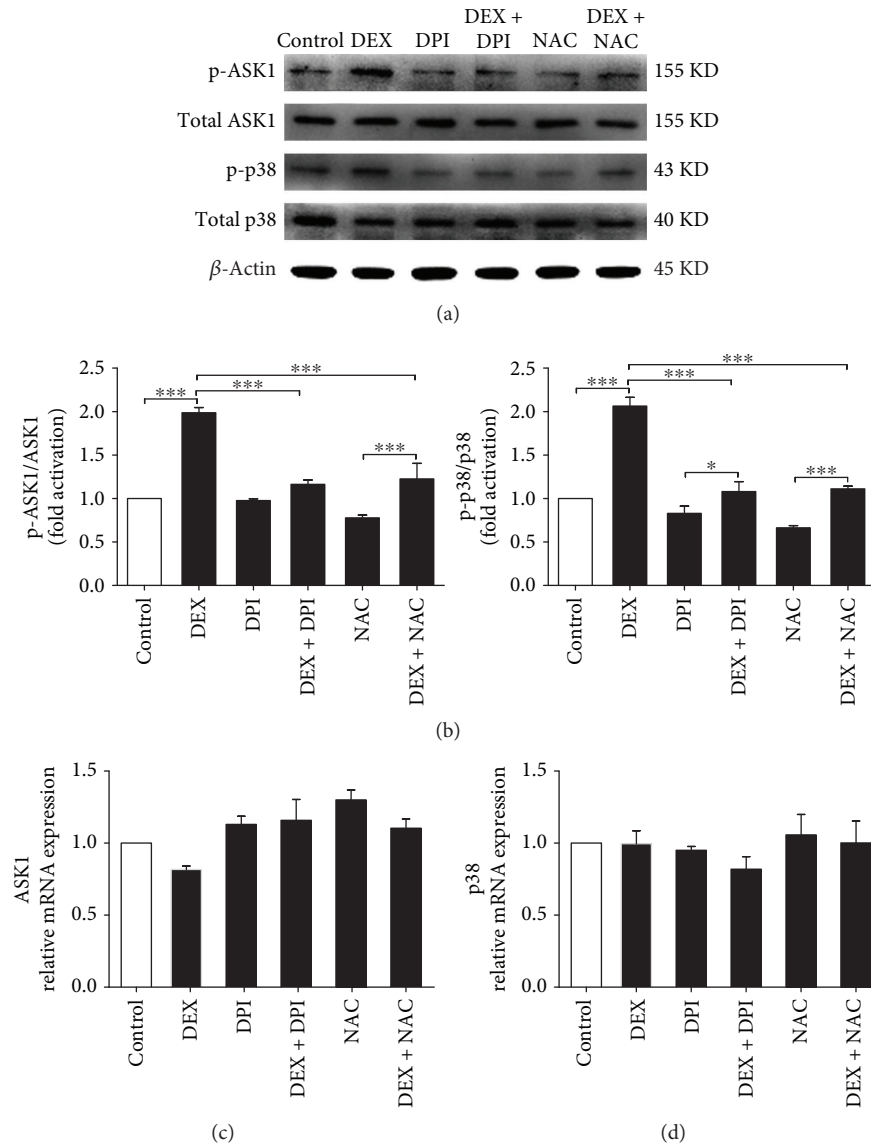 DEX + DEX +
Control DEX DPI DPI NAC NAC
p-ASK1 155 KD
Total ASK1 155 KD
p-p38 43 KD
Total p38 40 KD
β-Actin 45 KD
(a)
p-ASK1/ASK1
(fold activation)
2.5
2.0
1.5
1.0
0.5
0.0
***
***
***
***
Control
DEX
DPI
DEX + DPI
NAC
DEX + NAC
p-p38/p38
(fold activation)
2.5
2.0
1.5
1.0
0.5
0.0
***
***
***
*
***
Control
DEX
DPI
DEX + DPI
NAC
DEX + NAC
(b)
ASK1
relative mRNA expression
1.5
1.0
0.5
0.0
Control
DEX
DPI
DEX + DPI
NAC
DEX + NAC
(c)
p38
relative mRNA expression
1.5
1.0
0.5
0.0
Control
DEX
DPI
DEX + DPI
NAC
DEX + NAC
(d)